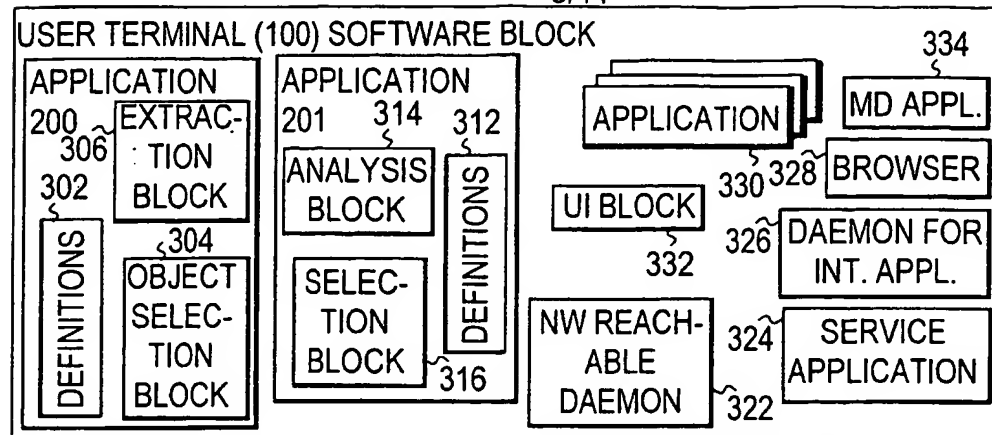 USER TERMINAL (100) SOFTWARE BLOCK
APPLICATION
200
306
EXTRAC-
TION
BLOCK
302
DEFINITIONS
304
OBJECT
SELEC-
TION
BLOCK
APPLICATION
201
314
312
ANALYSIS
BLOCK
DEFINITIONS
SELEC-
TION
BLOCK
316
APPLICATION
330
UI BLOCK
332
NW REACH-
ABLE
DAEMON
322
334
MD APPL.
328
BROWSER
326
DAEMON FOR
INT. APPL.
324
SERVICE
APPLICATION